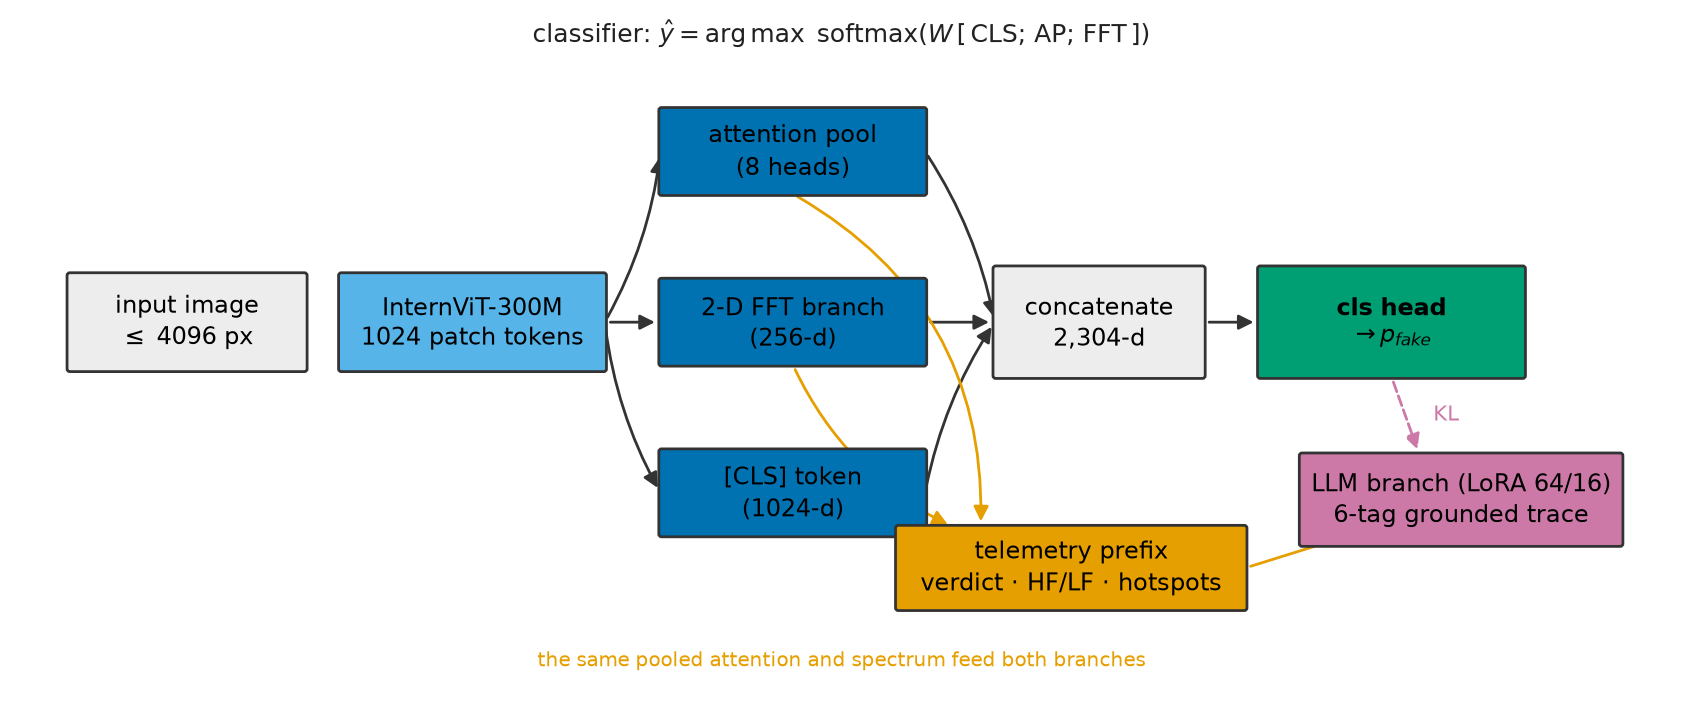 classifier: ŷ = arg max softmax(W [ CLS; AP; FFT ])
attention pool
(8 heads)
input image
≤ 4096 px
InternViT-300M
1024 patch tokens
2-D FFT branch
(256-d)
concatenate
2,304-d
cls head
→ p_fake
KL
[CLS] token
(1024-d)
LLM branch (LoRA 64/16)
6-tag grounded trace
telemetry prefix
verdict · HF/LF · hotspots
the same pooled attention and spectrum feed both branches